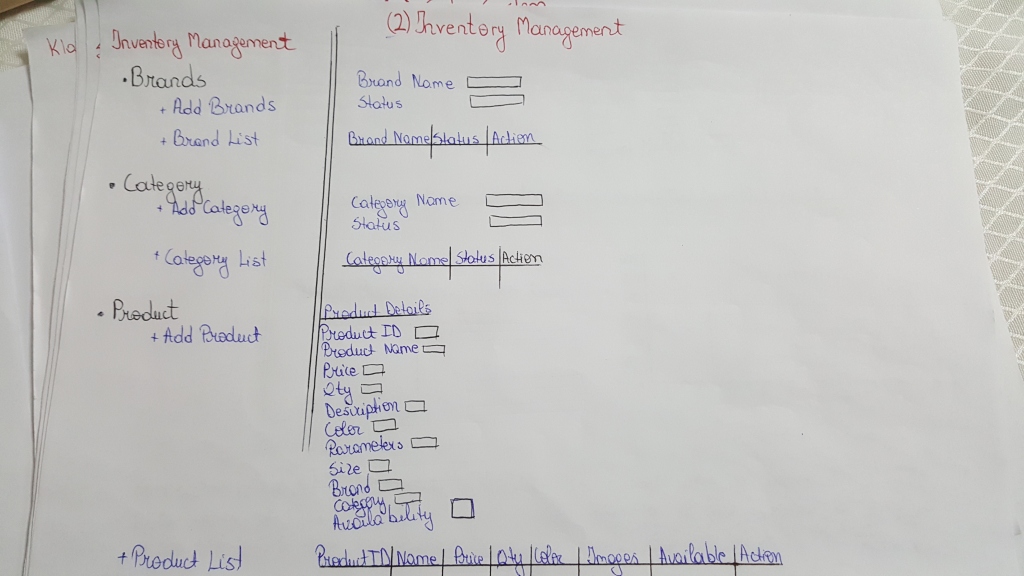 (2) Inventory Management
Inventory Management
• Brands
+ Add Brands
Brand Name
Status
+ Brand List
Brand Name Status Action
• Category
+ Add Category
Category Name
Status
+ Category List
Category Name Status Action
• Product
+ Add Product
Product Details
Product ID
Product Name
Price
Qty
Description
Color
Parameters
Size
Brand
Category
Availability
+ Product List
Product ID Name Price Qty Color Images Available Action